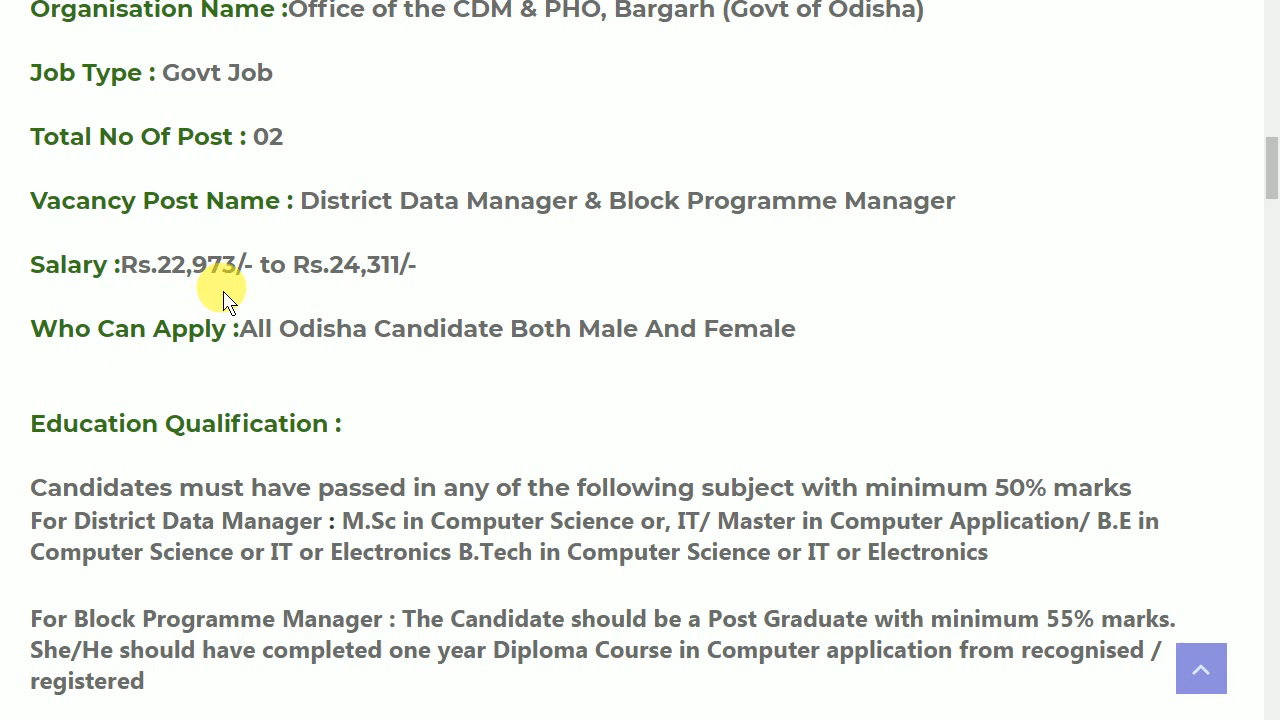 Organisation Name :Office of the CDM & PHO, Bargarh (Govt of Odisha)
Job Type : Govt Job
Total No Of Post : 02
Vacancy Post Name : District Data Manager & Block Programme Manager
Salary :Rs.22,973/- to Rs.24,311/-
Who Can Apply :All Odisha Candidate Both Male And Female
Education Qualification :
Candidates must have passed in any of the following subject with minimum 50% marks
For District Data Manager : M.Sc in Computer Science or, IT/ Master in Computer Application/ B.E in
Computer Science or IT or Electronics B.Tech in Computer Science or IT or Electronics
For Block Programme Manager : The Candidate should be a Post Graduate with minimum 55% marks.
She/He should have completed one year Diploma Course in Computer application from recognised /
registered